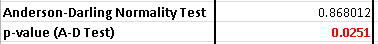 Anderson-Darling Normality Test 0.868012
p-value (A-D Test) 0.0251